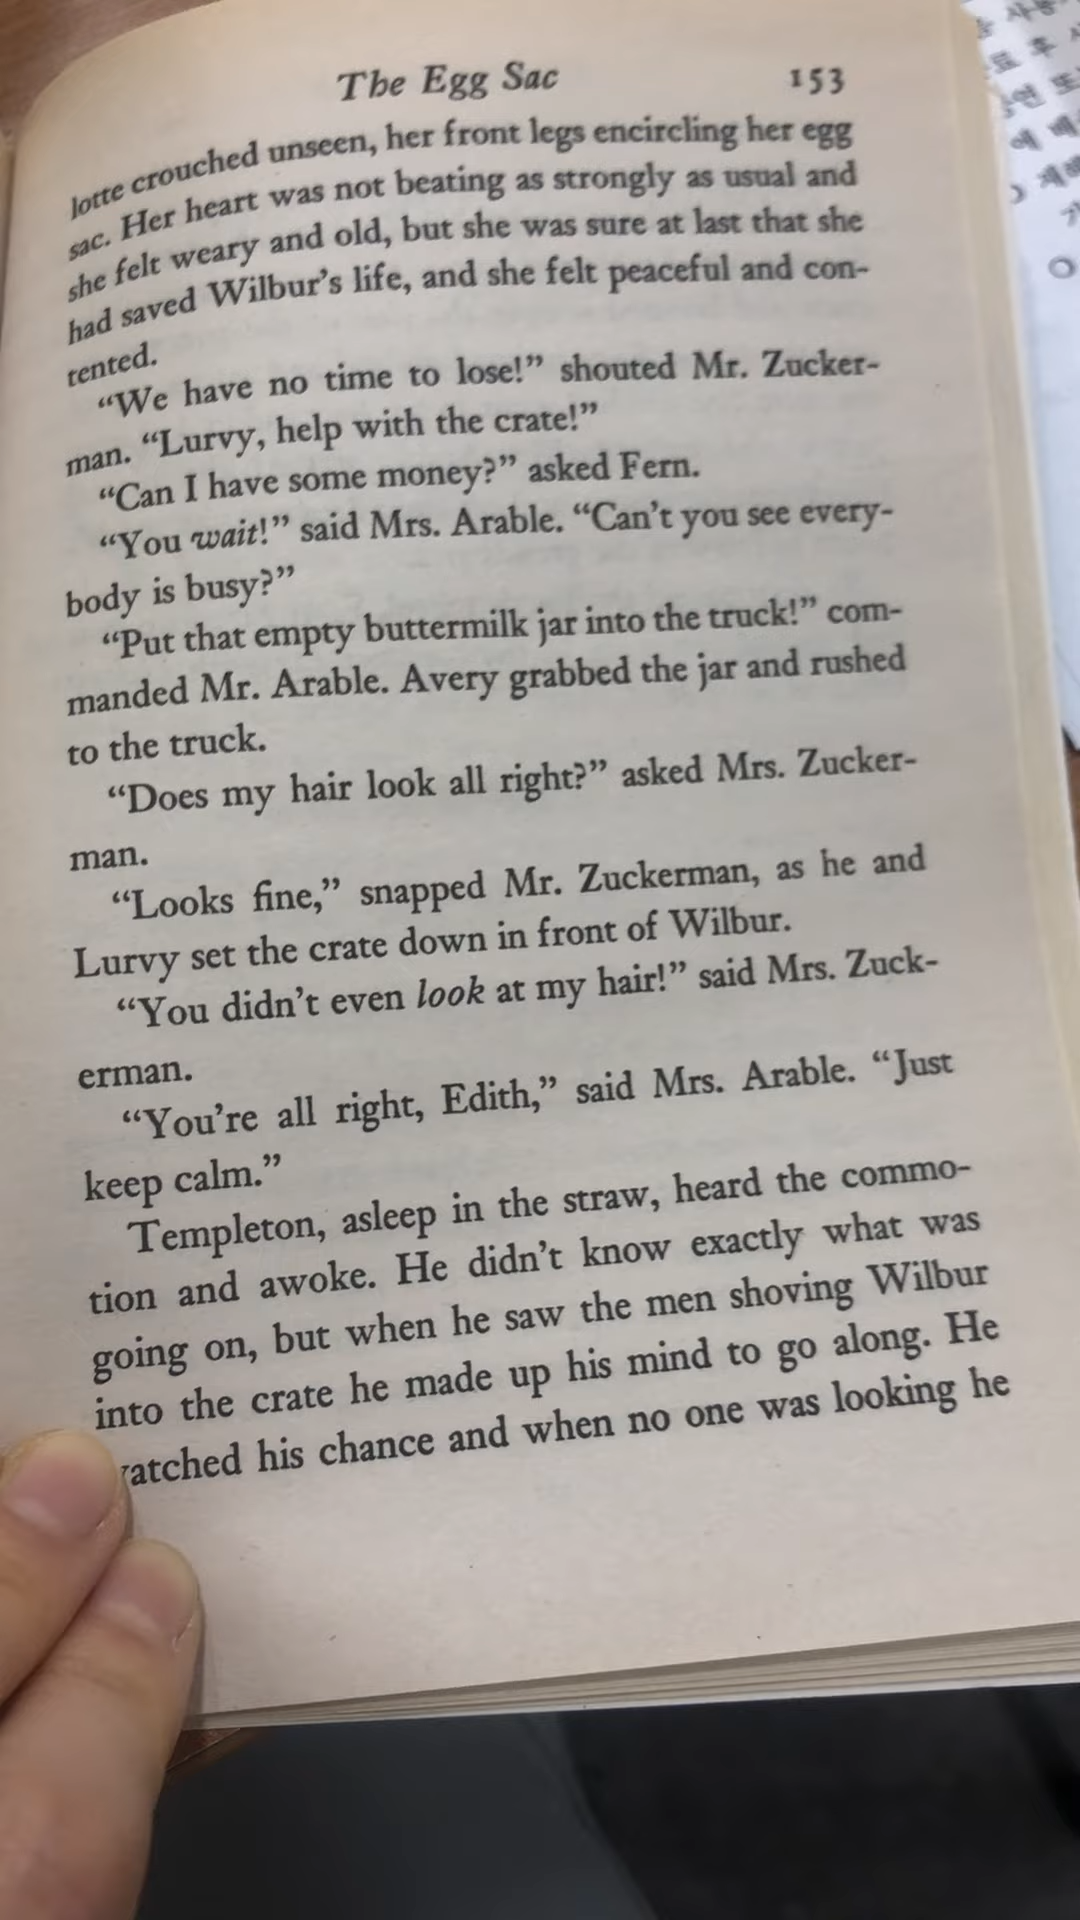 The Egg Sac 153
lotte crouched unseen, her front legs encircling her egg
sac. Her heart was not beating as strongly as usual and
she felt weary and old, but she was sure at last that she
had saved Wilbur’s life, and she felt peaceful and con-
tented.
“We have no time to lose!” shouted Mr. Zucker-
man. “Lurvy, help with the crate!”
“Can I have some money?” asked Fern.
“You wait!” said Mrs. Arable. “Can’t you see every-
body is busy?”
“Put that empty buttermilk jar into the truck!” com-
manded Mr. Arable. Avery grabbed the jar and rushed
to the truck.
“Does my hair look all right?” asked Mrs. Zucker-
man.
“Looks fine,” snapped Mr. Zuckerman, as he and
Lurvy set the crate down in front of Wilbur.
“You didn’t even look at my hair!” said Mrs. Zuck-
erman.
“You’re all right, Edith,” said Mrs. Arable. “Just
keep calm.”
Templeton, asleep in the straw, heard the commo-
tion and awoke. He didn’t know exactly what was
going on, but when he saw the men shoving Wilbur
into the crate he made up his mind to go along. He
atched his chance and when no one was looking he